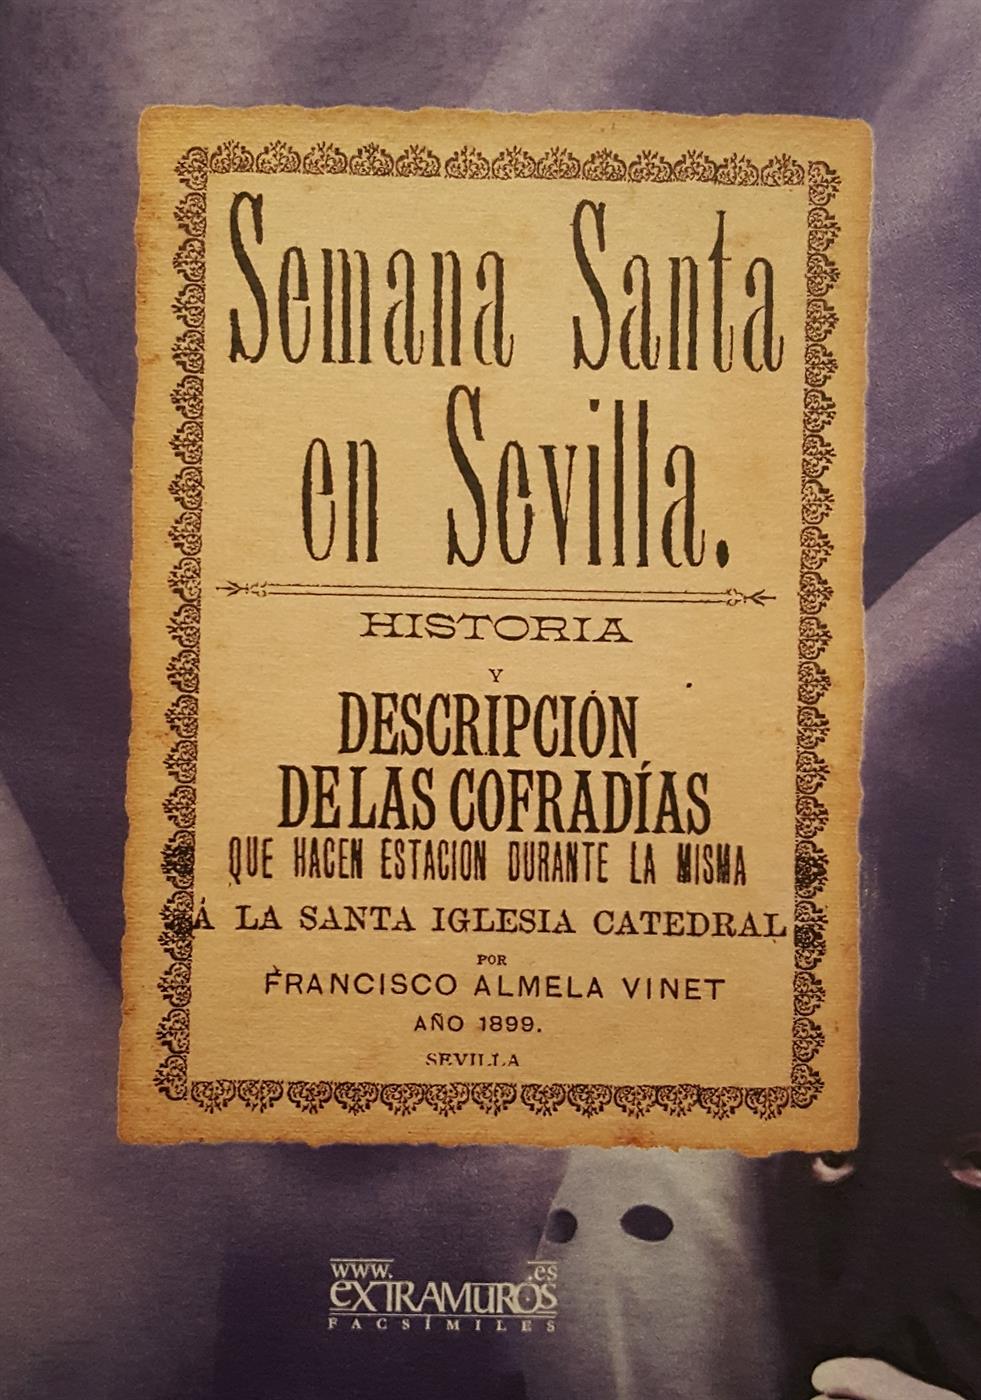 Semana Santa
en Sevilla.
HISTORIA
Y
DESCRIPCIÓN
DE LAS COFRADÍAS
QUE HACEN ESTACION DURANTE LA MISMA
Á LA SANTA IGLESIA CATEDRAL
POR
FRANCISCO ALMELA VINET
AÑO 1899.
SEVILLA
www. .es
EXTRAMUROS
FACSÍMILES